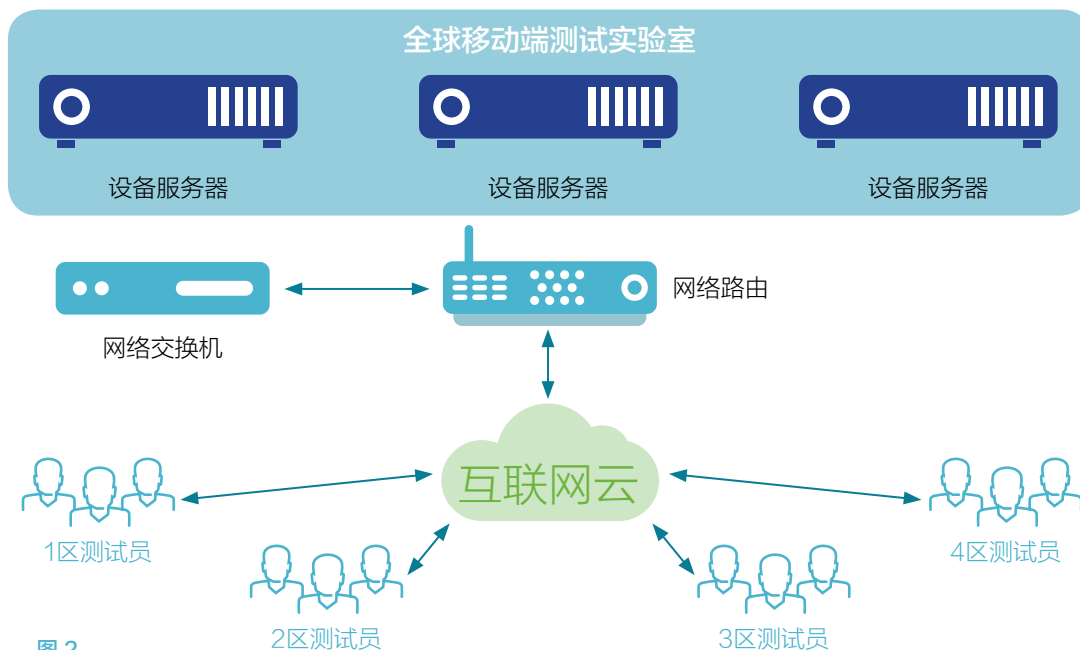 全球移动端测试实验室
设备服务器
设备服务器
设备服务器
网络路由
网络交换机
互联网云
1区测试员
4区测试员
2区测试员
3区测试员
图 2